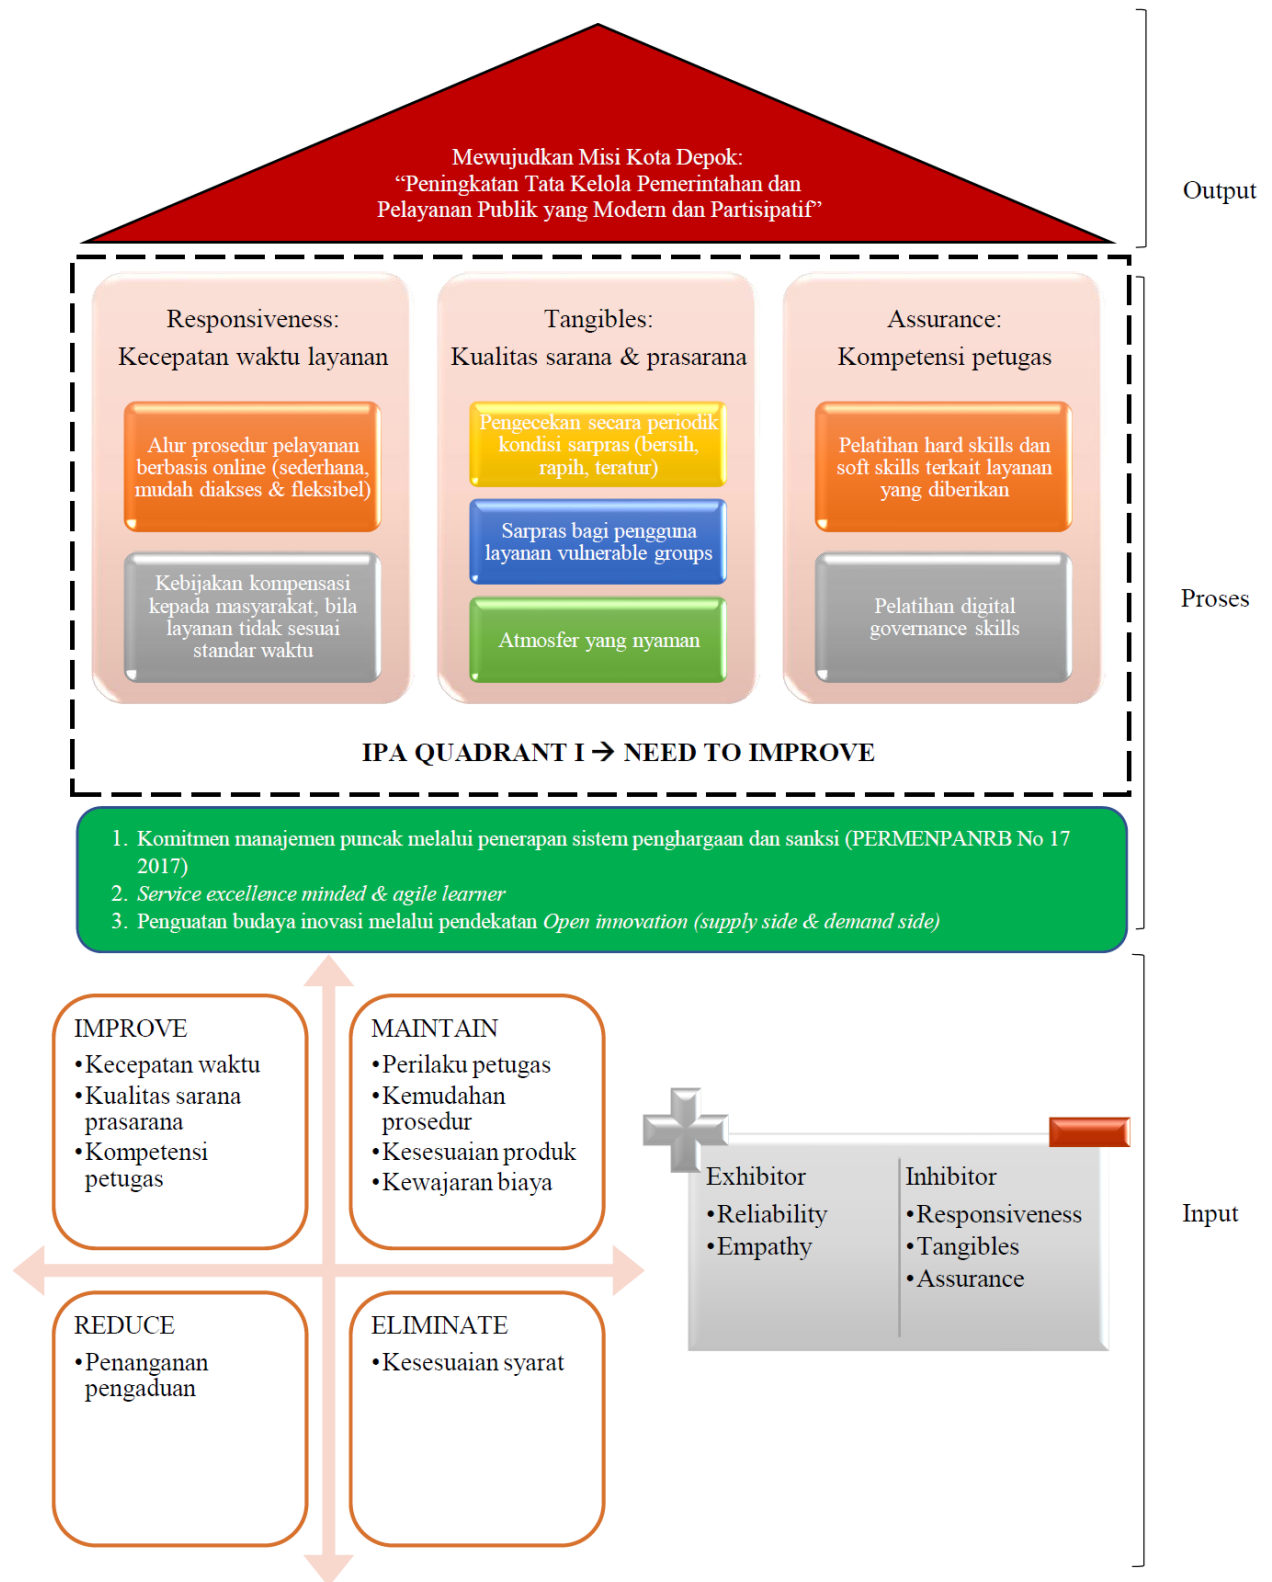 Mewujudkan Misi Kota Depok:
“Peningkatan Tata Kelola Pemerintahan dan
Pelayanan Publik yang Modern dan Partisipatif”
Output
Responsiveness:
Kecepatan waktu layanan
Alur prosedur pelayanan
berbasis online (sederhana,
mudah diakses & fleksibel)
Kebijakan kompensasi
kepada masyarakat, bila
layanan tidak sesuai
standar waktu
Tangibles:
Kualitas sarana & prasarana
Pengecekan secara periodik
kondisi sarpras (bersih,
rapih, teratur)
Sarpras bagi pengguna
layanan vulnerable groups
Atmosfer yang nyaman
Assurance:
Kompetensi petugas
Pelatihan hard skills dan
soft skills terkait layanan
yang diberikan
Pelatihan digital
governance skills
IPA QUADRANT I → NEED TO IMPROVE
Proses
1. Komitmen manajemen puncak melalui penerapan sistem penghargaan dan sanksi (PERMENPANRB No 17
2017)
2. Service excellence minded & agile learner
3. Penguatan budaya inovasi melalui pendekatan Open innovation (supply side & demand side)
IMPROVE
•Kecepatan waktu
•Kualitas sarana
prasarana
•Kompetensi
petugas
MAINTAIN
•Perilaku petugas
•Kemudahan
prosedur
•Kesesuaian produk
•Kewajaran biaya
REDUCE
•Penanganan
pengaduan
ELIMINATE
•Kesesuaian syarat
Exhibitor
•Reliability
•Empathy
Inhibitor
•Responsiveness
•Tangibles
•Assurance
Input